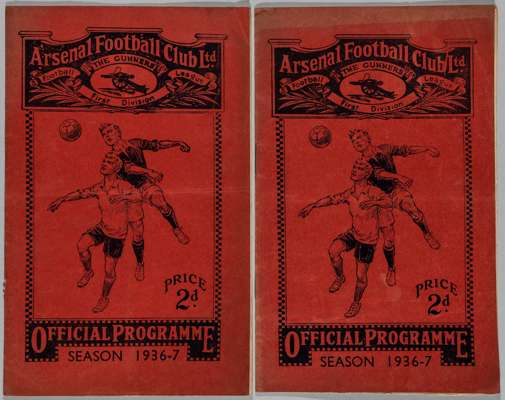 Arsenal Football Club Ltd
THE GUNNERS
Football League
First Division
PRICE
2d.
OFFICIAL PROGRAMME
SEASON 1936-7
Arsenal Football Club Ltd
THE GUNNERS
Football League
First Division
PRICE
2d.
OFFICIAL PROGRAMME
SEASON 1936-7